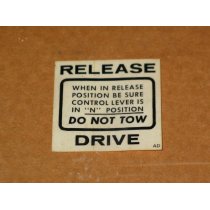 RELEASE
WHEN IN RELEASE
POSITION BE SURE
CONTROL LEVER IS
IN "N" POSITION
DO NOT TOW
DRIVE
AD